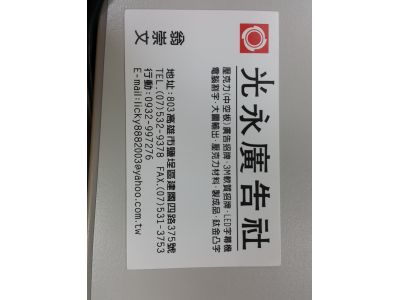 光永廣告社
壓克力(中空板)廣告招牌·3M軟質招牌·LED字幕機
電腦割字·大圖輸出·壓克力材料·製成品·鈦金凸字
翁崇文
地址:803高雄市鹽埕區建國四路375號
TEL:(07)532-9378 FAX:(07)531-3753
行動:0932-997276
E-mail:licky8882003@yahoo.com.tw